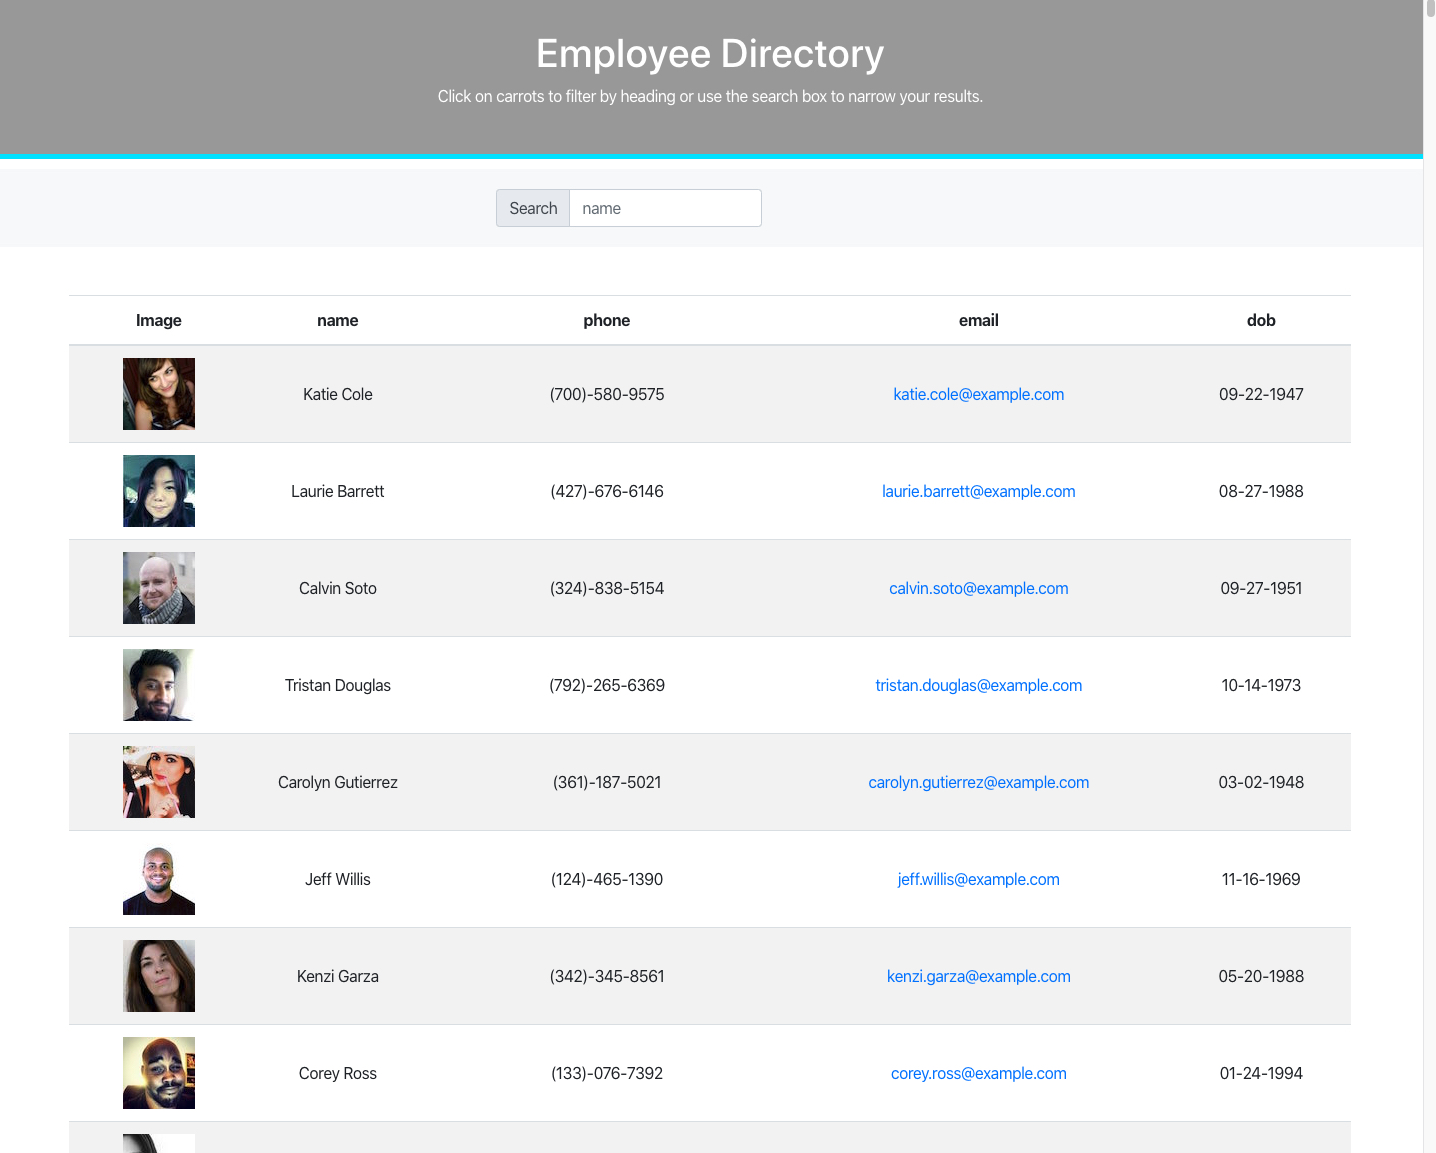 Employee Directory
Click on carrots to filter by heading or use the search box to narrow your results.
Search name
Image name phone email dob
Katie Cole (700)-580-9575 katie.cole@example.com 09-22-1947
Laurie Barrett (427)-676-6146 laurie.barrett@example.com 08-27-1988
Calvin Soto (324)-838-5154 calvin.soto@example.com 09-27-1951
Tristan Douglas (792)-265-6369 tristan.douglas@example.com 10-14-1973
Carolyn Gutierrez (361)-187-5021 carolyn.gutierrez@example.com 03-02-1948
Jeff Willis (124)-465-1390 jeff.willis@example.com 11-16-1969
Kenzi Garza (342)-345-8561 kenzi.garza@example.com 05-20-1988
Corey Ross (133)-076-7392 corey.ross@example.com 01-24-1994